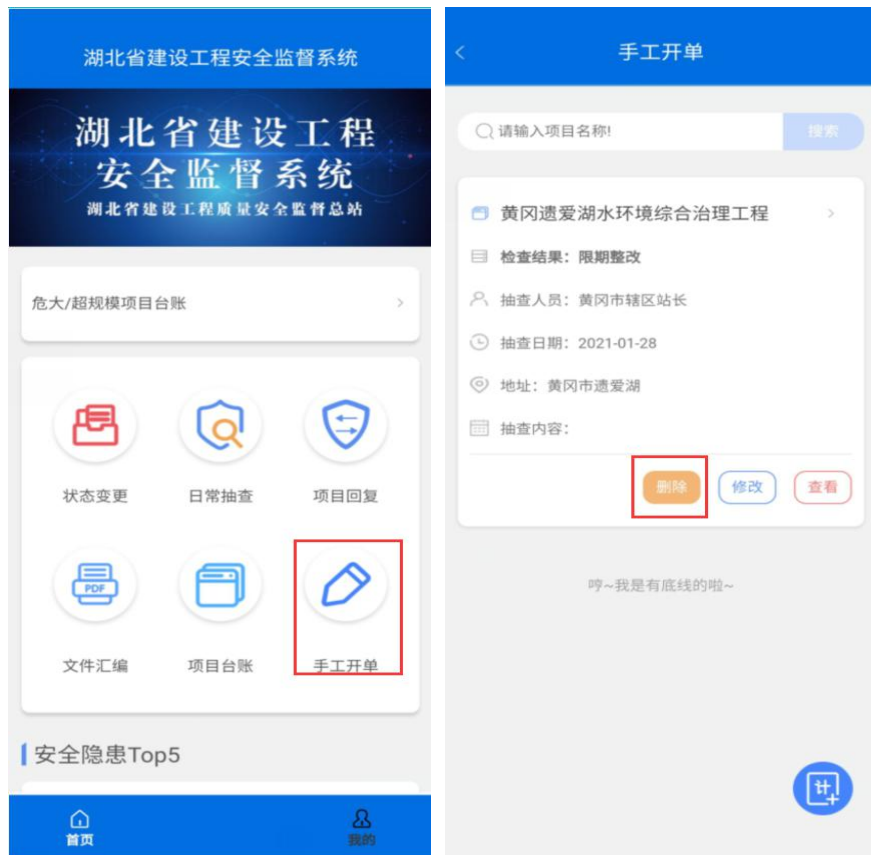 湖北省建设工程安全监督系统
湖北省建设工程
安全监督系统
湖北省建设工程质量安全监督总站
危大/超规模项目台账
状态变更
日常抽查
项目回复
PDF
文件汇编
项目台账
手工开单
安全隐患Top5
首页
我的
手工开单
请输入项目名称!
搜索
黄冈遗爱湖水环境综合治理工程
检查结果：限期整改
抽查人员：黄冈市辖区站长
抽查日期：2021-01-28
地址：黄冈市遗爱湖
抽查内容：
删除
修改
查看
哼~我是有底线的啦~